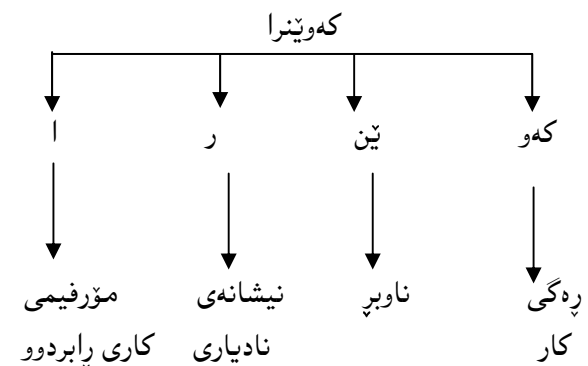 کەوێنرا
کەو ێن ر ا
ڕەگی ناوبڕ نیشانەی مۆرفیمی
کار نادیاری کاری ڕابردوو